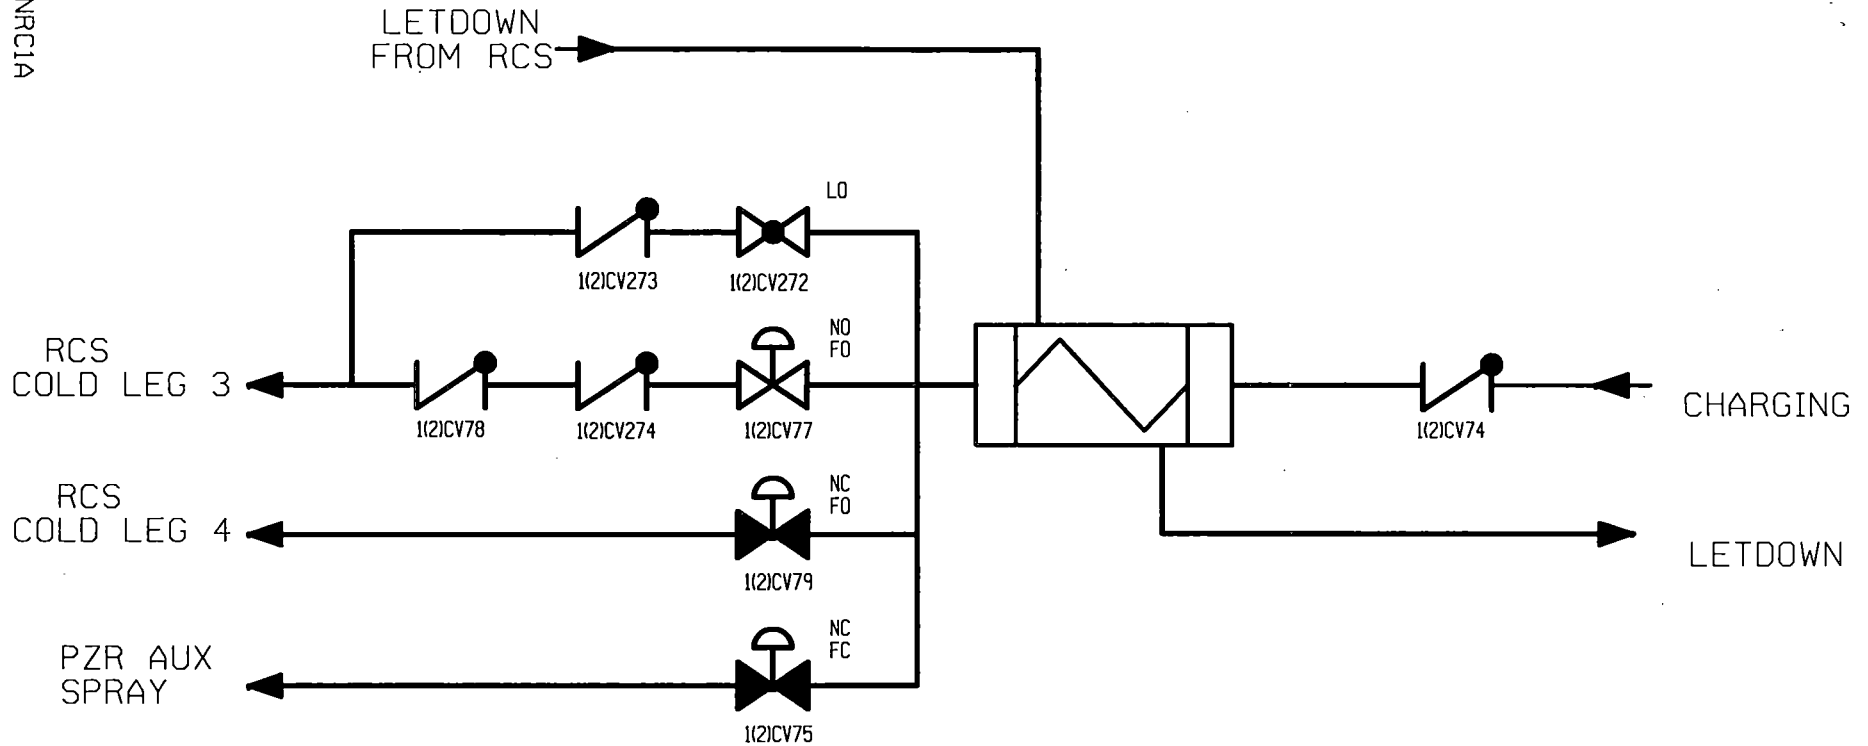 NRC1A
LETDOWN
FROM RCS
LO
1(2)CV273
1(2)CV272
NO
FO
RCS
COLD LEG 3
1(2)CV78
1(2)CV274
1(2)CV77
1(2)CV74
CHARGING
NC
FO
RCS
COLD LEG 4
1(2)CV79
LETDOWN
NC
FC
PZR AUX
SPRAY
1(2)CV75